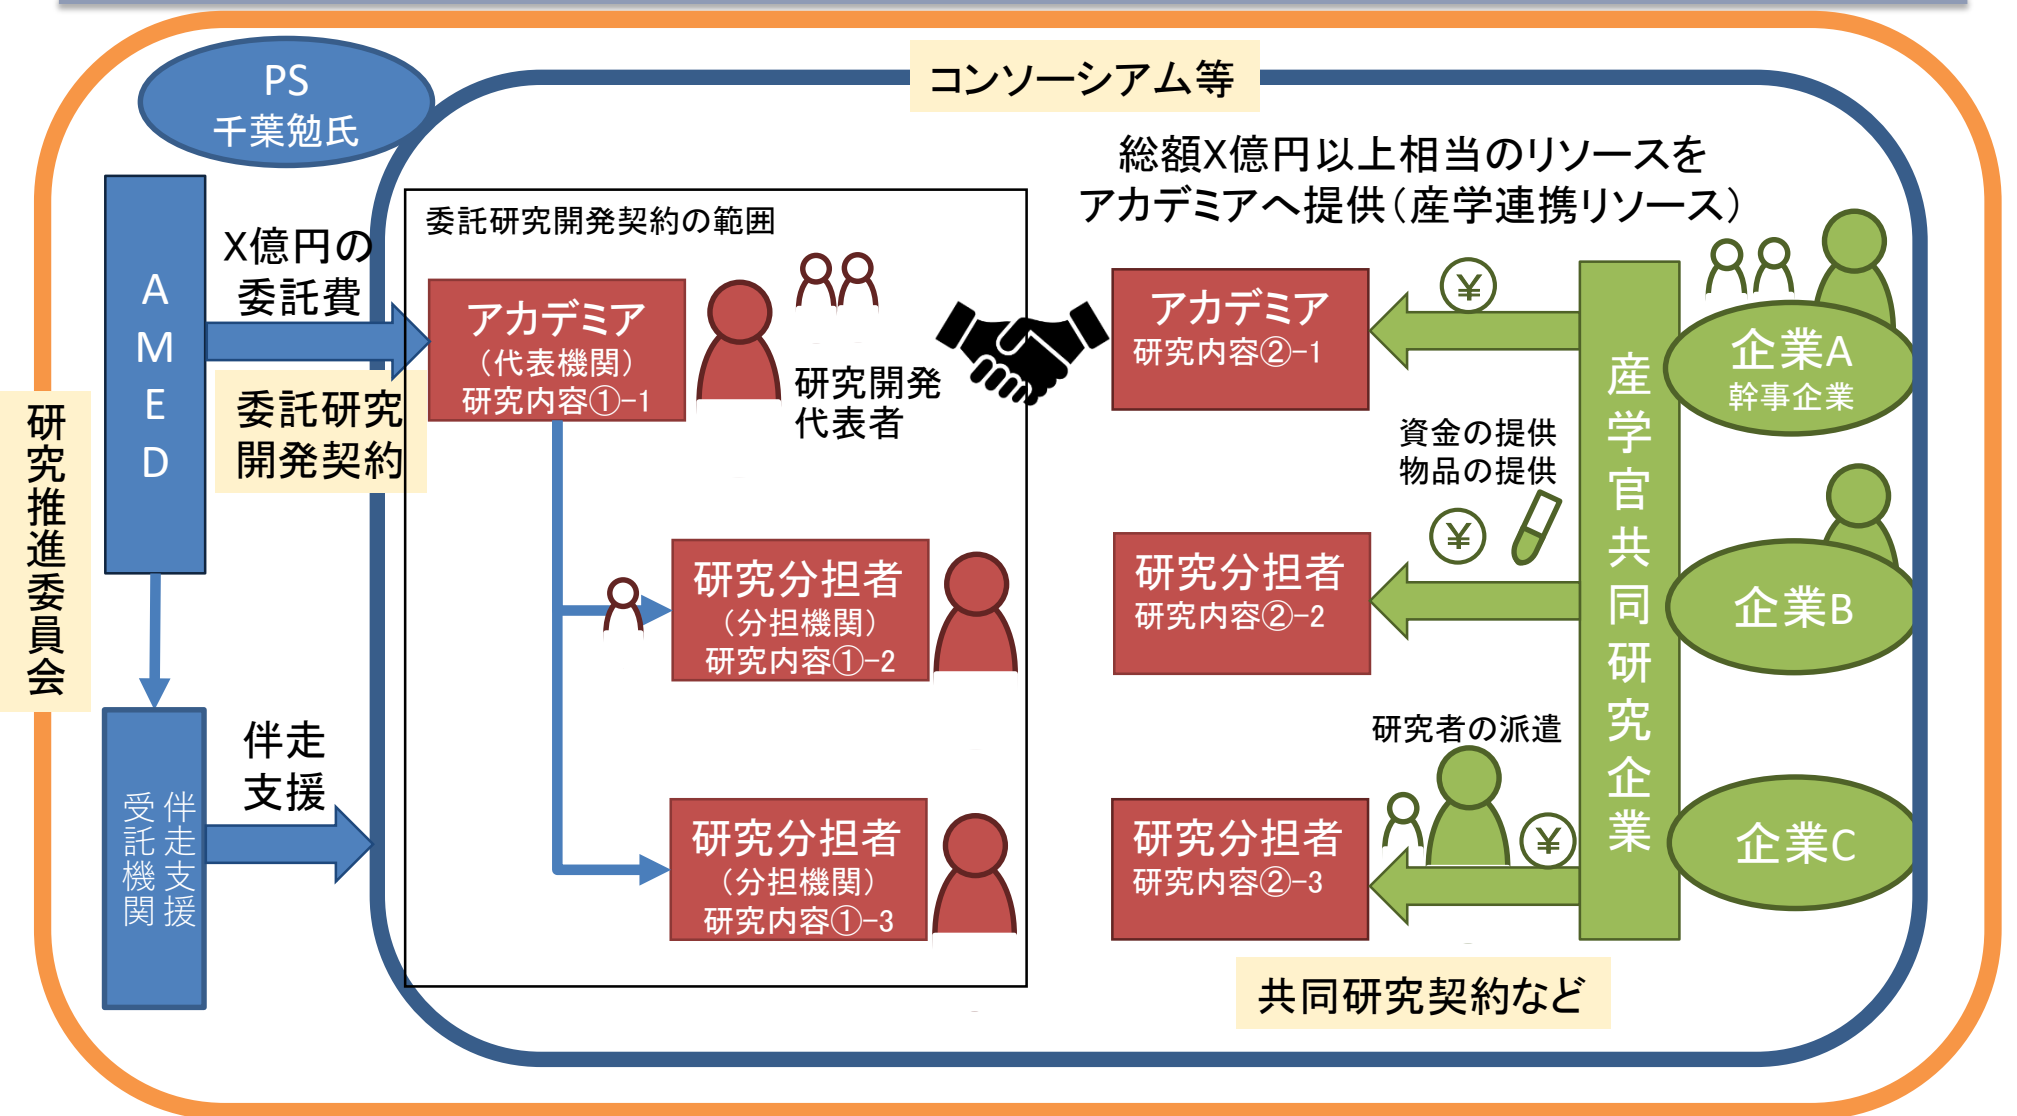 コンソーシアム等
PS
千葉勉氏
総額X億円以上相当のリソースを
アカデミアへ提供（産学連携リソース）
AMED
X億円の
委託費
委託研究
開発契約
委託研究開発契約の範囲
アカデミア
（代表機関）
研究内容①-1
研究開発
代表者
アカデミア
研究内容②-1
¥
企業A
幹事企業
産学官共同研究企業
資金の提供
物品の提供
¥
研究推進委員会
研究分担者
（分担機関）
研究内容①-2
研究分担者
研究内容②-2
企業B
伴走
支援
伴走支援
受託機関
研究者の派遣
¥
研究分担者
（分担機関）
研究内容①-3
研究分担者
研究内容②-3
企業C
共同研究契約など